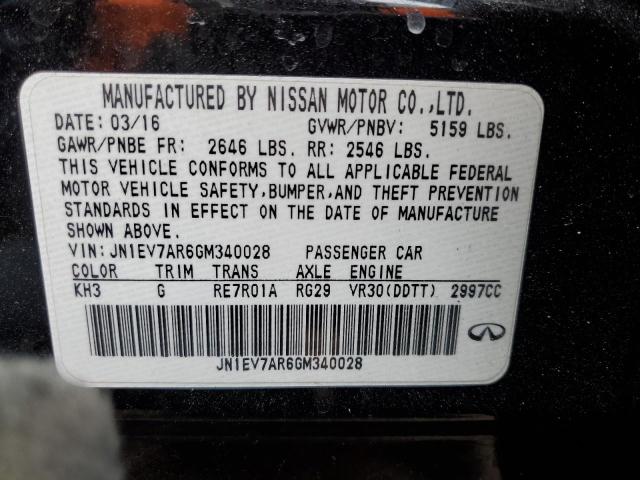 MANUFACTURED BY NISSAN MOTOR CO.,LTD.
DATE: 03/16 GVWR/PNBV: 5159 LBS.
GAWR/PNBE FR: 2646 LBS. RR: 2546 LBS.
THIS VEHICLE CONFORMS TO ALL APPLICABLE FEDERAL
MOTOR VEHICLE SAFETY,BUMPER,AND THEFT PREVENTION
STANDARDS IN EFFECT ON THE DATE OF MANUFACTURE
SHOWN ABOVE.
VIN:JN1EV7AR6GM340028 PASSENGER CAR
COLOR TRIM TRANS AXLE ENGINE
KH3 G RE7R01A RG29 VR30(DDTT) 2997CC
JN1EV7AR6GM340028